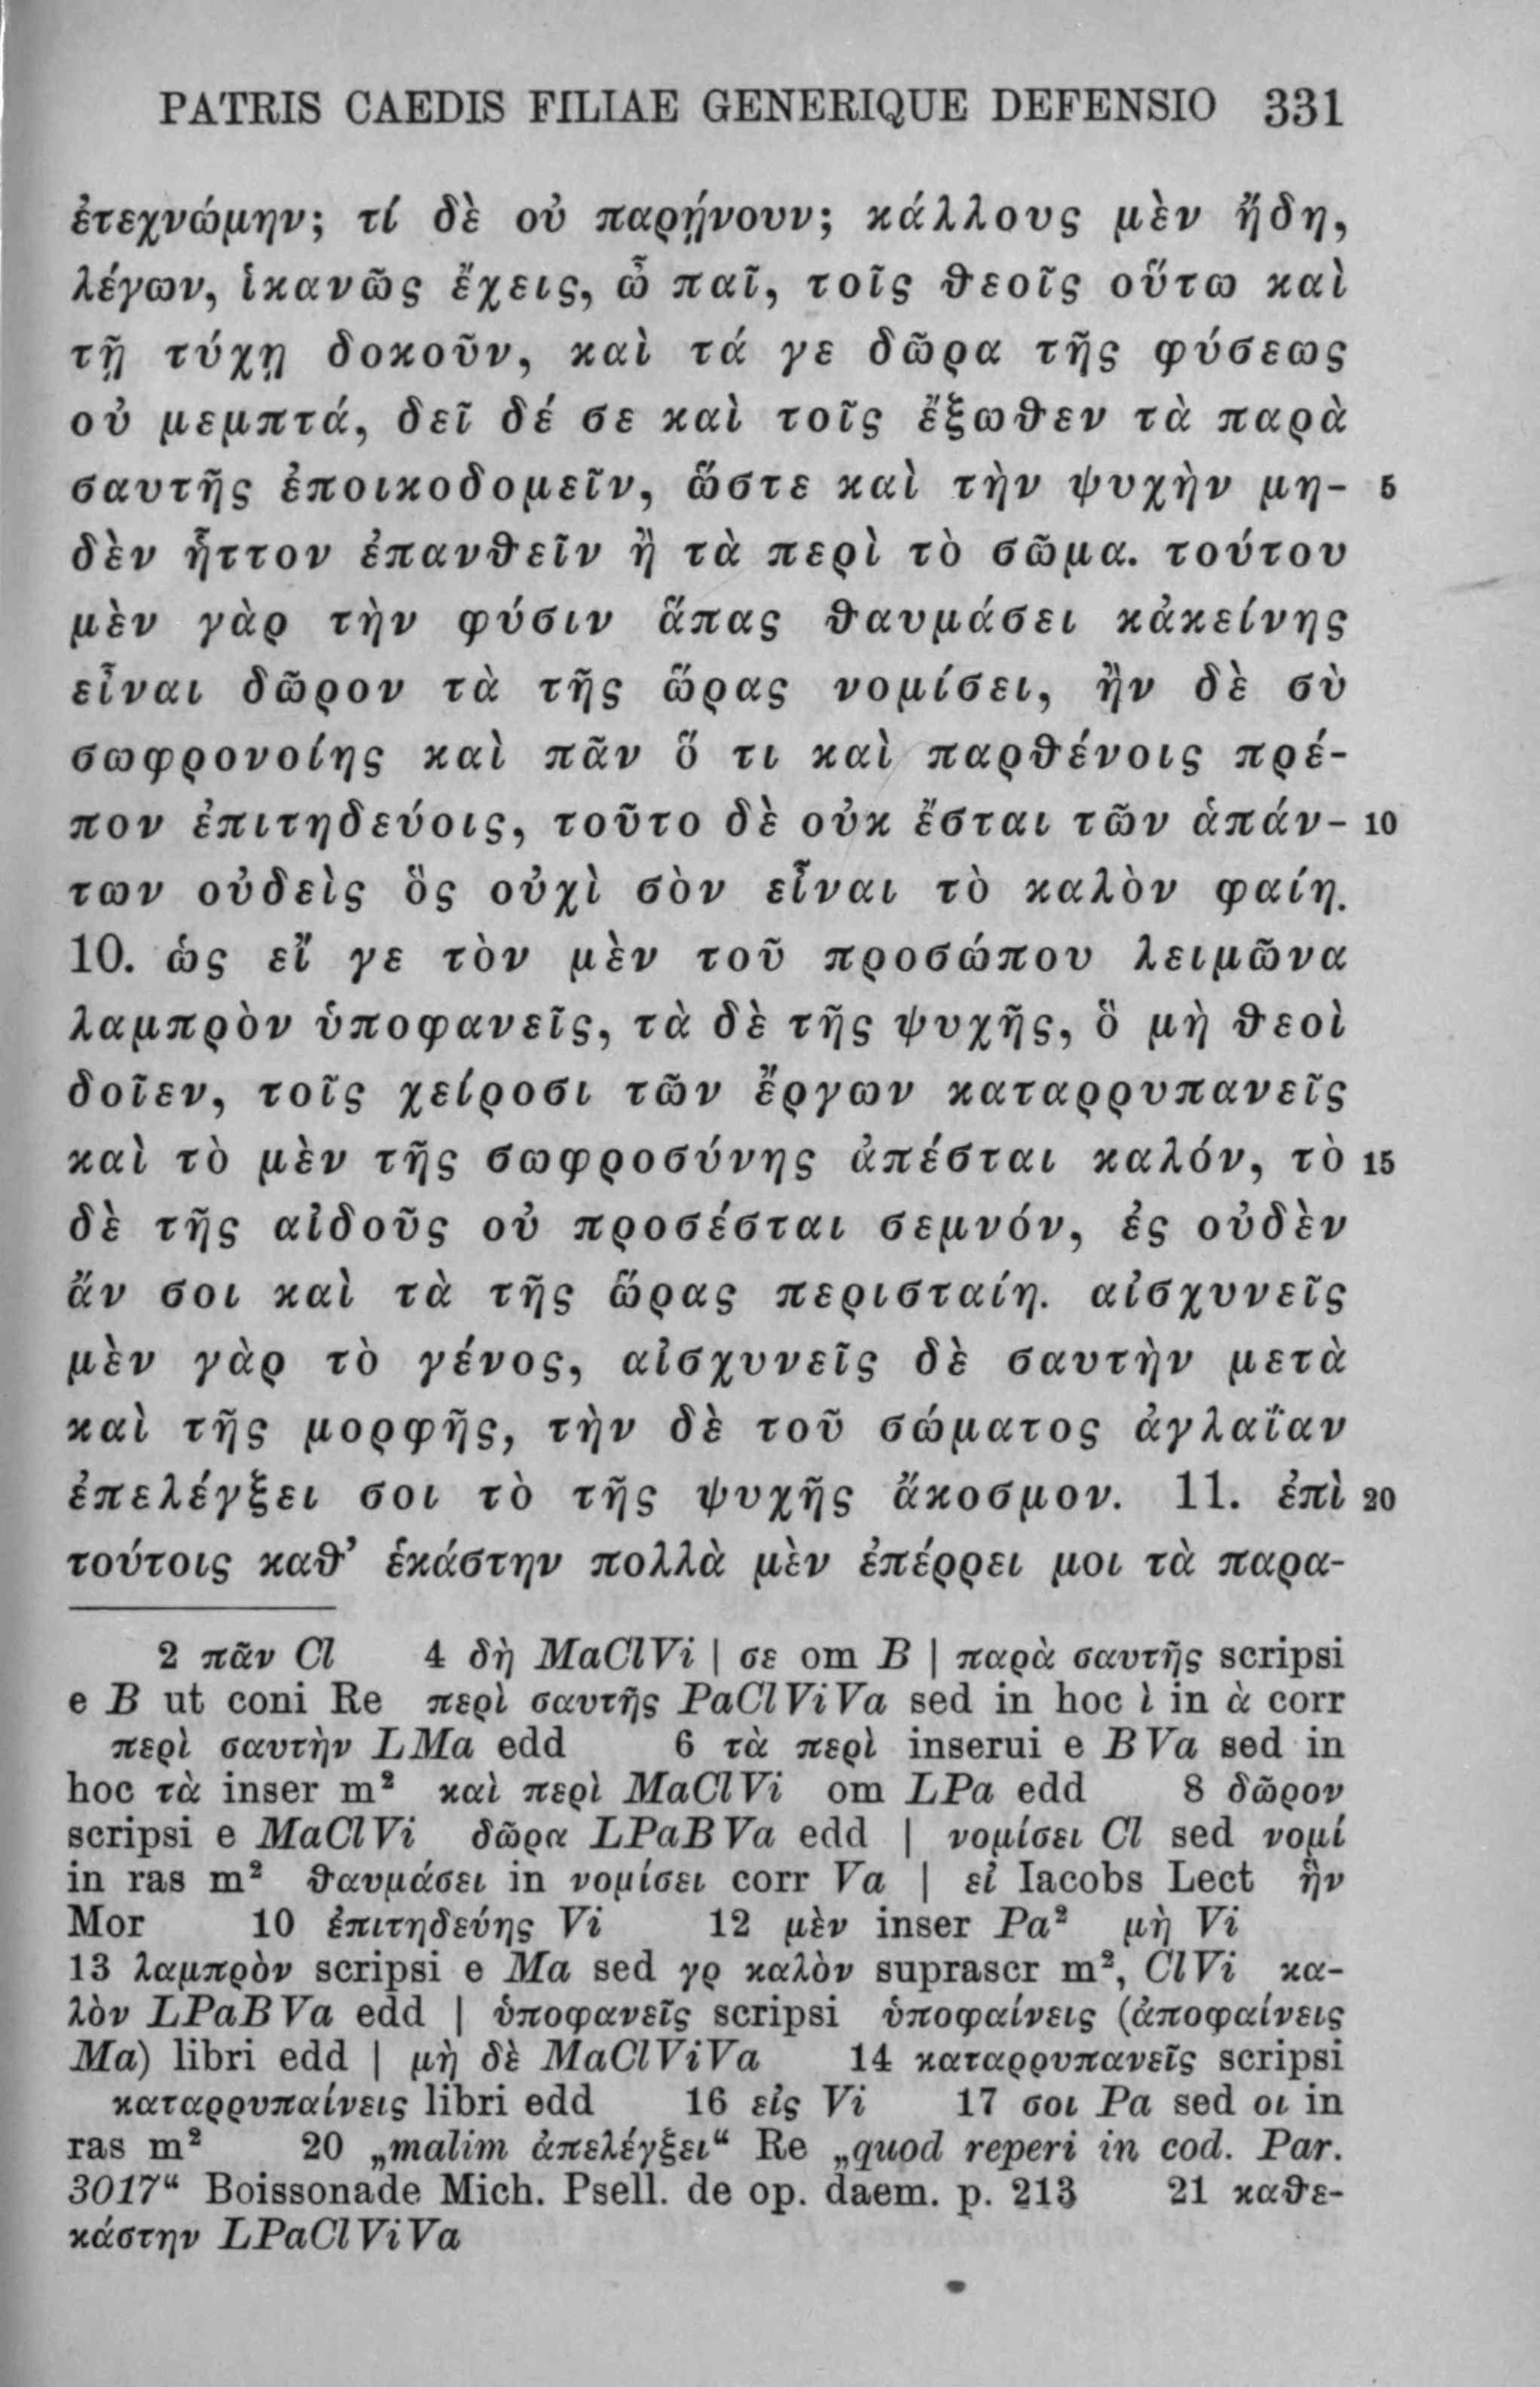 PATRIS CAEDIS FILIAE GENERIQUE DEFENSIO 331
ἐτεχνώμην; τί δὲ οὐ παρῄνουν; κάλλους μὲν ἤδη,
λέγων, ἱκανῶς ἔχεις, ὦ παῖ, τοῖς θεοῖς οὕτω καὶ
τῇ τύχῃ δοκοῦν, καὶ τά γε δῶρα τῆς φύσεως
οὐ μεμπτά, δεῖ δέ σε καὶ τοῖς ἔξωθεν τὰ παρὰ
σαυτῆς ἐποικοδομεῖν, ὥστε καὶ τὴν ψυχὴν μη- 5
δὲν ἧττον ἐπανθεῖν ἢ τὰ περὶ τὸ σῶμα. τούτου
μὲν γὰρ τὴν φύσιν ἅπας θαυμάσει κἀκείνης
εἶναι δῶρον τὰ τῆς ὥρας νομίσει, ἢν δὲ σὺ
σωφρονοίης καὶ πᾶν ὅ τι καὶ παρθένοις πρέ-
πον ἐπιτηδεύοις, τοῦτο δὲ οὐκ ἔσται τῶν ἁπάν- 10
των οὐδεὶς ὃς οὐχὶ σὸν εἶναι τὸ καλὸν φαίη.
10. ὡς εἴ γε τὸν μὲν τοῦ προσώπου λειμῶνα
λαμπρὸν ὑποφανεῖς, τὰ δὲ τῆς ψυχῆς, ὃ μὴ θεοὶ
δοῖεν, τοῖς χείροσι τῶν ἔργων καταρρυπανεῖς
καὶ τὸ μὲν τῆς σωφροσύνης ἀπέσται καλόν, τὸ 15
δὲ τῆς αἰδοῦς οὐ προσέσται σεμνόν, ἐς οὐδὲν
ἄν σοι καὶ τὰ τῆς ὥρας περισταίη. αἰσχυνεῖς
μὲν γὰρ τὸ γένος, αἰσχυνεῖς δὲ σαυτὴν μετὰ
καὶ τῆς μορφῆς, τὴν δὲ τοῦ σώματος ἀγλαΐαν
ἐπελέγξει σοι τὸ τῆς ψυχῆς ἄκοσμον. 11. ἐπὶ 20
τούτοις καθ’ ἑκάστην πολλὰ μὲν ἐπέρρει μοι τὰ παρα-
2 πᾶν Cl 4 δὴ MaClVi | σε om B | παρὰ σαυτῆς scripsi
e B ut coni Re περὶ σαυτῆς PaClViVa sed in hoc ὶ in ὰ corr
περὶ σαυτὴν LMa edd 6 τὰ περὶ inserui e BVa sed in
hoc τὰ inser m² καὶ περὶ MaClVi om LPa edd 8 δῶρον
scripsi e MaClVi δῶρα LPaBVa edd | νομίσει Cl sed νομί
in ras m² θαυμάσει in νομίσει corr Va | εἰ Iacobs Lect ἢν
Mor 10 ἐπιτηδεύῃς Vi 12 μὲν inser Pa² μὴ Vi
13 λαμπρὸν scripsi e Ma sed γρ καλὸν suprascr m², ClVi κα-
λὸν LPaBVa edd | ὑποφανεῖς scripsi ὑποφαίνεις (ἀποφαίνεις
Ma) libri edd | μὴ δὲ MaClViVa 14 καταρρυπανεῖς scripsi
καταρρυπαίνεις libri edd 16 εἰς Vi 17 σοι Pa sed οι in
ras m² 20 „malim ἀπελέγξει“ Re „quod reperi in cod. Par.
3017“ Boissonade Mich. Psell. de op. daem. p. 213 21 καθε-
κάστην LPaClViVa